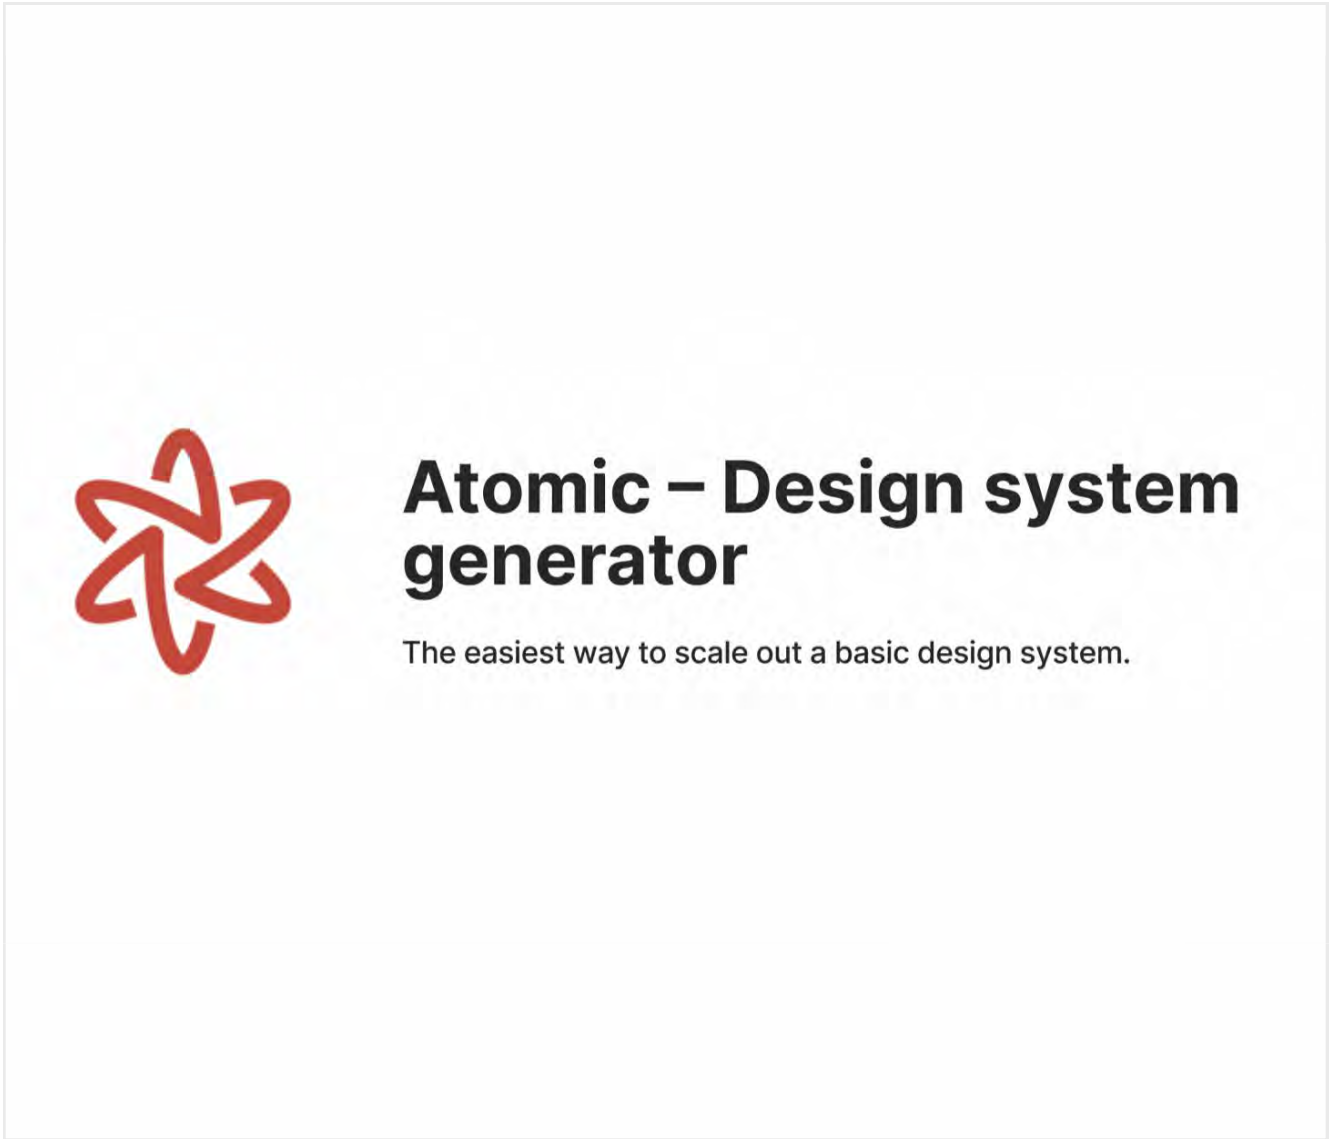 Atomic – Design system
generator
The easiest way to scale out a basic design system.